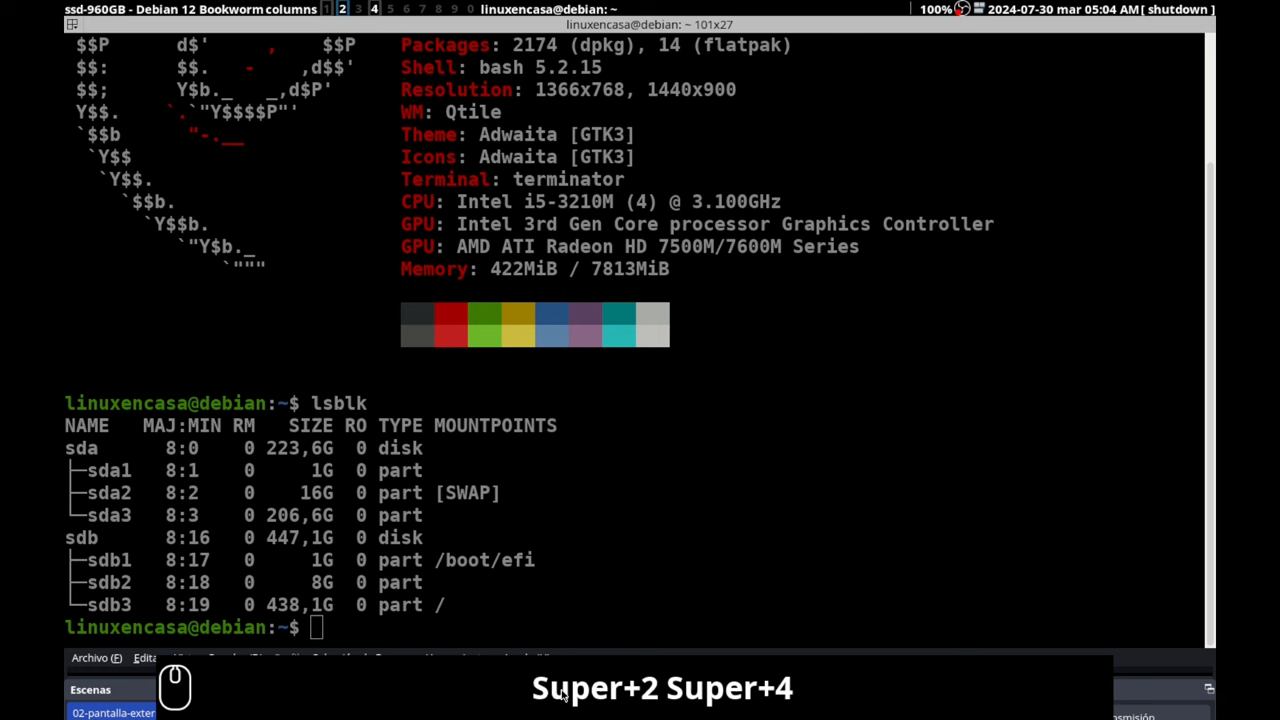 ssd-960GB - Debian 12 Bookworm columns 1 2 3 4 5 6 7 8 9 0 linuxencasa@debian: ~ 100% 2024-07-30 mar 05:04 AM [ shutdown ]
linuxencasa@debian: ~ 101x27
$$P      d$'     ,    $$P    Packages: 2174 (dpkg), 14 (flatpak)
$$:      $$.   -    ,d$$'    Shell: bash 5.2.15
$$;      Y$b._   _,d$P'      Resolution: 1366x768, 1440x900
Y$$.    `.`"Y$$$$P"'         WM: Qtile
`$$b      "-.__              Theme: Adwaita [GTK3]
`Y$$                        Icons: Adwaita [GTK3]
`Y$$.                      Terminal: terminator
`$$b.                    CPU: Intel i5-3210M (4) @ 3.100GHz
`Y$$b.                 GPU: Intel 3rd Gen Core processor Graphics Controller
`"Y$b._              GPU: AMD ATI Radeon HD 7500M/7600M Series
`"""             Memory: 422MiB / 7813MiB
linuxencasa@debian:~$ lsblk
NAME   MAJ:MIN RM   SIZE RO TYPE MOUNTPOINTS
sda      8:0    0 223,6G  0 disk
├─sda1   8:1    0     1G  0 part
├─sda2   8:2    0    16G  0 part [SWAP]
└─sda3   8:3    0 206,6G  0 part
sdb      8:16   0 447,1G  0 disk
├─sdb1   8:17   0     1G  0 part /boot/efi
├─sdb2   8:18   0     8G  0 part
└─sdb3   8:19   0 438,1G  0 part /
linuxencasa@debian:~$
Archivo (F) Edita
Super+2 Super+4
Escenas
02-pantalla-exter
smisión